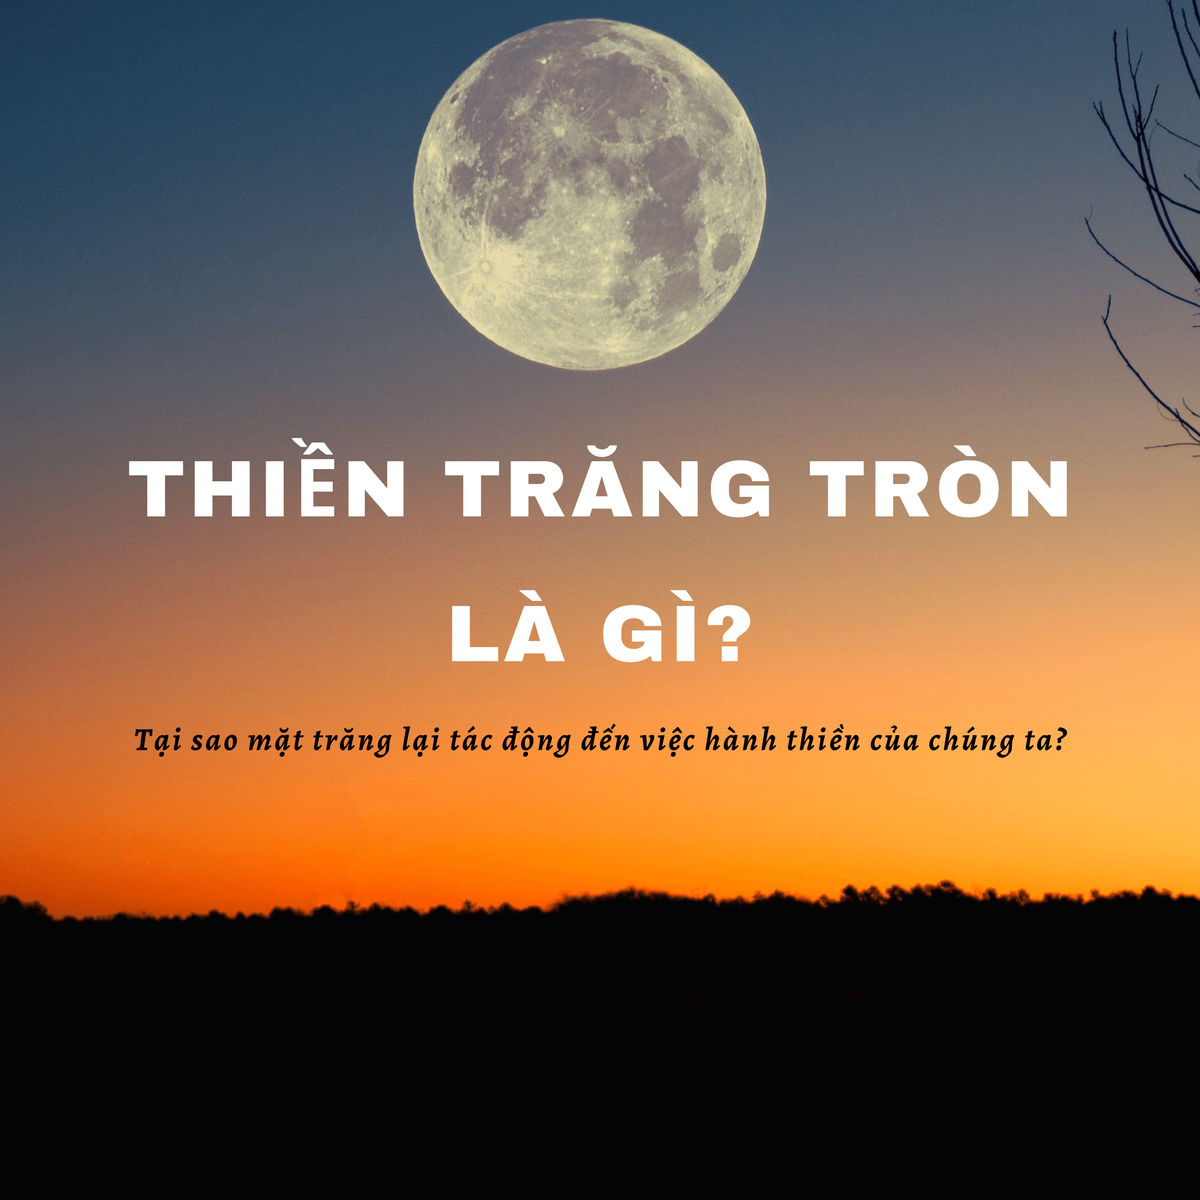 THIỀN TRĂNG TRÒN
LÀ GÌ?
Tại sao mặt trăng lại tác động đến việc hành thiền của chúng ta?